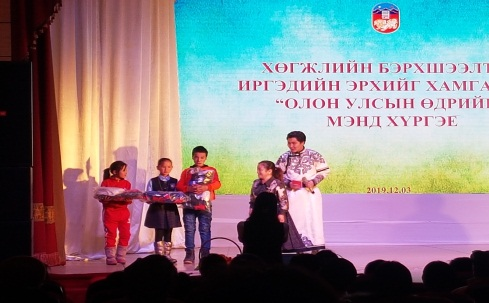 ХӨГЖЛИЙН БЭРХШЭЭЛТ
ИРГЭДИЙН ЭРХИЙГ ХАМГА
"ОЛОН УЛСЫН ӨДРИЙ
МЭНД ХҮРГЭЕ
2019.12.03